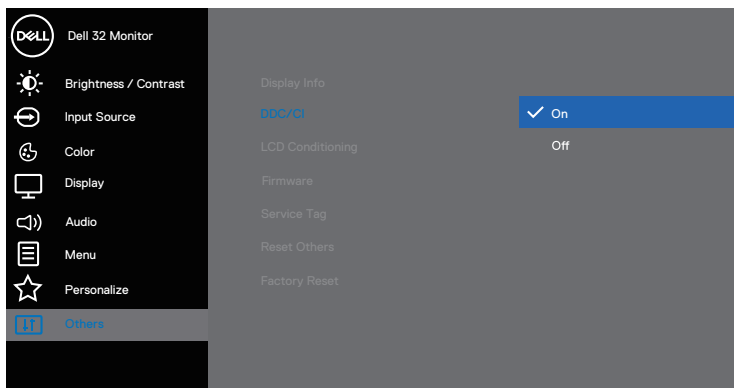 DELL
Dell 32 Monitor
Brightness / Contrast
Input Source
Color
Display
Audio
Menu
Personalize
Others
Display Info
DDC/CI
LCD Conditioning
Firmware
Service Tag
Reset Others
Factory Reset
On
Off